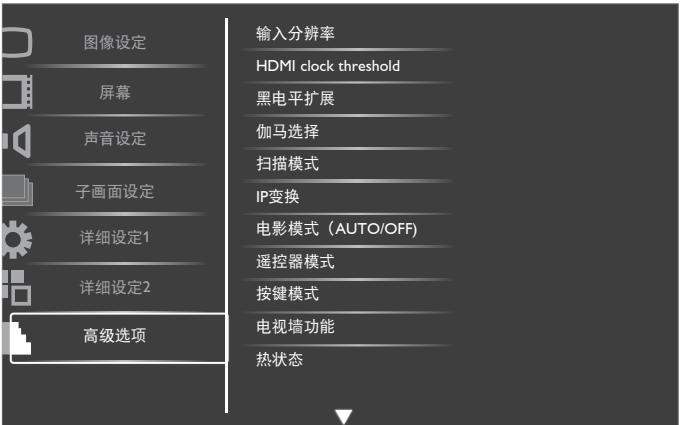 图像设定
屏幕
声音设定
子画面设定
详细设定1
详细设定2
高级选项
输入分辨率
HDMI clock threshold
黑电平扩展
伽马选择
扫描模式
IP变换
电影模式（AUTO/OFF)
遥控器模式
按键模式
电视墙功能
热状态